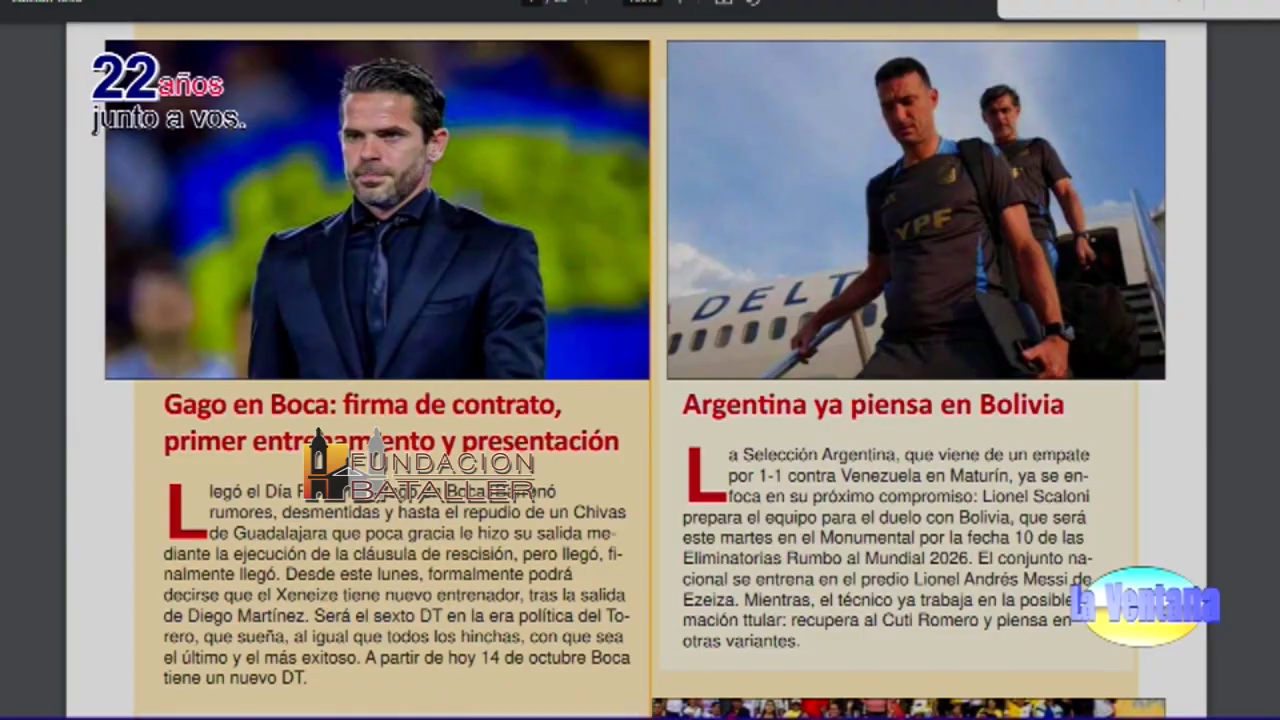 22 años
junto a vos.
DELT
YPF
Gago en Boca: firma de contrato,
primer entrenamiento y presentación
FUNDACION
BATALLER
Llegó el Día
rumores, desmentidas y hasta el repudio de un Chivas
de Guadalajara que poca gracia le hizo su salida me-
diante la ejecución de la cláusula de rescisión, pero llegó, fi-
nalmente llegó. Desde este lunes, formalmente podrá
decirse que el Xeneize tiene nuevo entrenador, tras la salida
de Diego Martínez. Será el sexto DT en la era política del To-
rero, que sueña, al igual que todos los hinchas, con que sea
el último y el más exitoso. A partir de hoy 14 de octubre Boca
tiene un nuevo DT.
Argentina ya piensa en Bolivia
La Selección Argentina, que viene de un empate
por 1-1 contra Venezuela en Maturín, ya se en-
foca en su próximo compromiso: Lionel Scaloni
prepara el equipo para el duelo con Bolivia, que será
este martes en el Monumental por la fecha 10 de las
Eliminatorias Rumbo al Mundial 2026. El conjunto na-
cional se entrena en el predio Lionel Andrés Messi de
Ezeiza. Mientras, el técnico ya trabaja en la posible
mación ttular: recupera al Cuti Romero y piensa en
otras variantes.
la Ventana